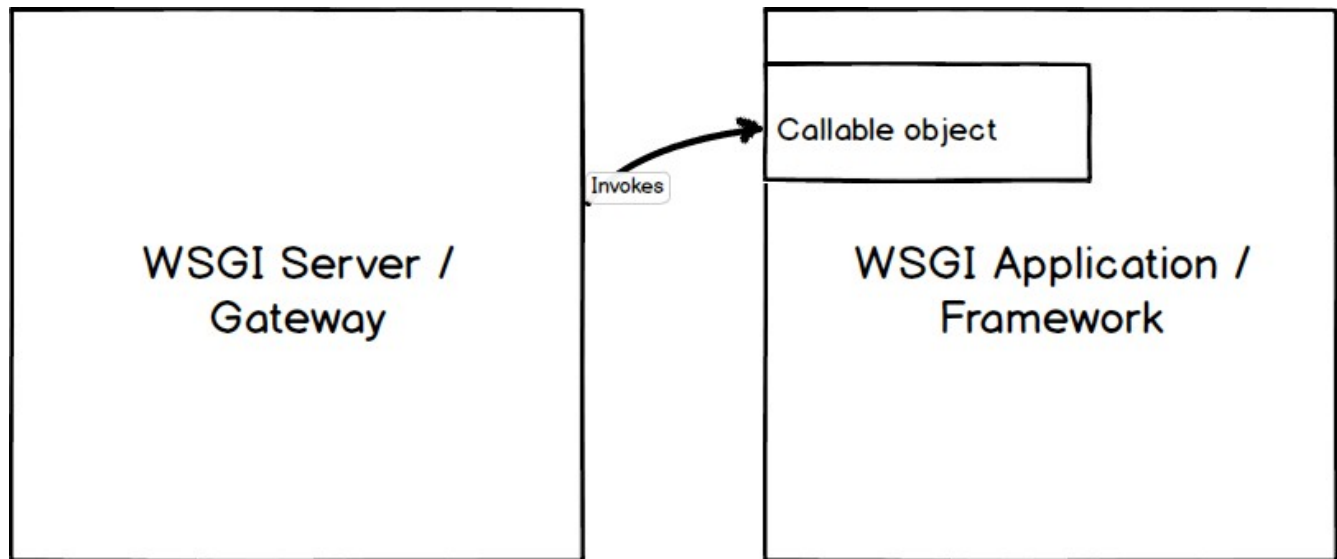 Callable object
Invokes
WSGI Server /
Gateway
WSGI Application /
Framework